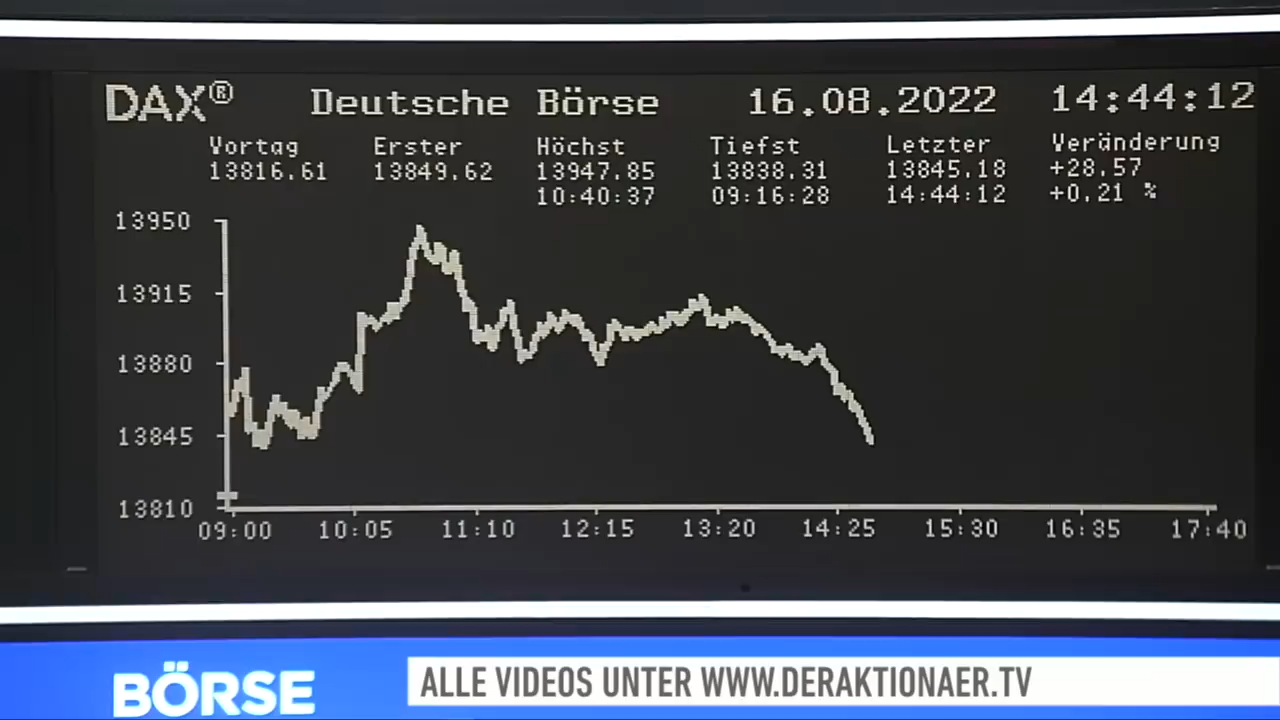 DAX® Deutsche Börse 16.08.2022 14:44:12
Vortag Erster Höchst Tiefst Letzter Veränderung
13816.61 13849.62 13947.85 13838.31 13845.18 +28.57
10:40:37 09:16:28 14:44:12 +0.21 %
13950
13915
13880
13845
13810
09:00 10:05 11:10 12:15 13:20 14:25 15:30 16:35 17:40
BÖRSE
ALLE VIDEOS UNTER WWW.DERAKTIONAER.TV